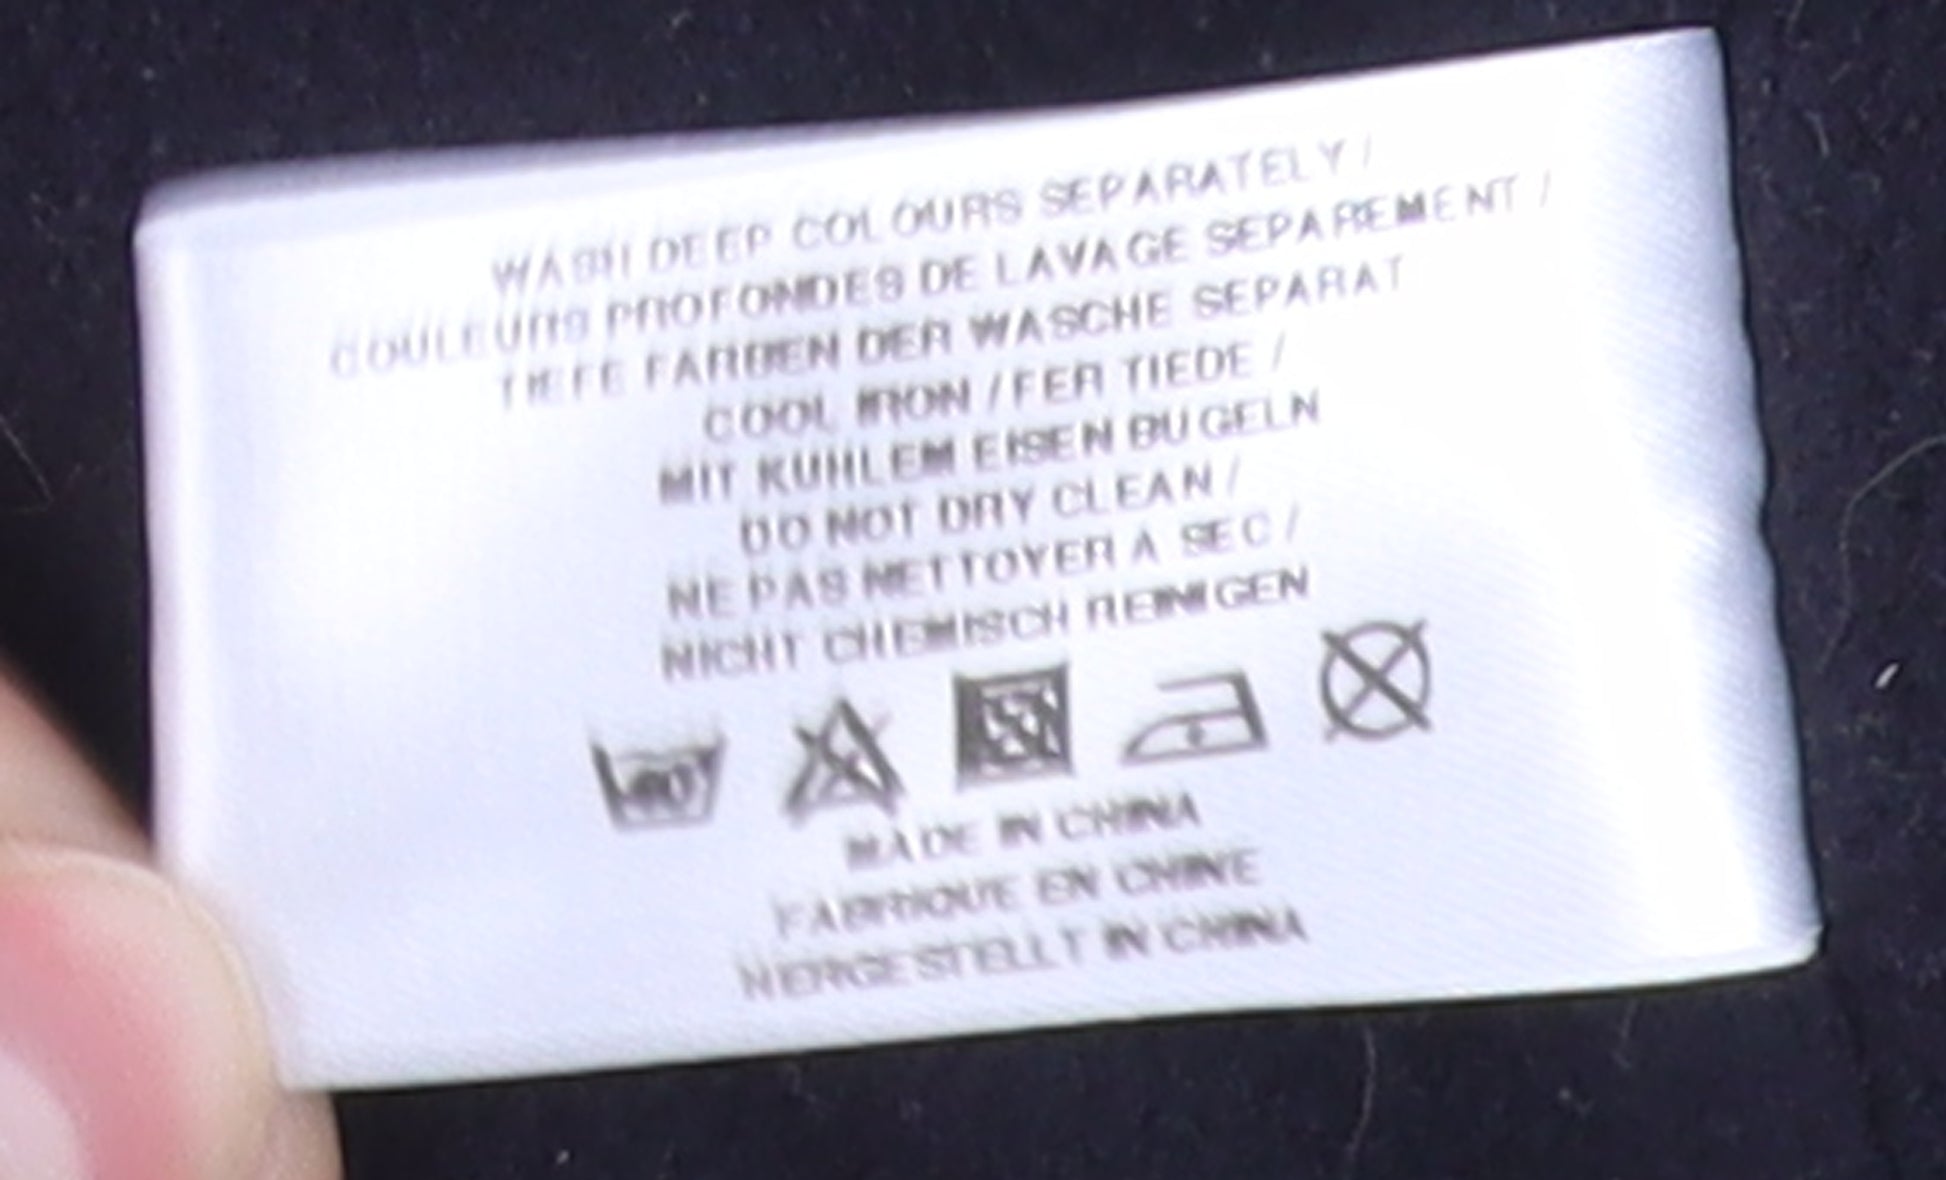 WASH DEEP COLOURS SEPARATELY /
COULEURS PROFONDES DE LAVAGE SEPAREMENT /
TIEFE FARBEN DER WASCHE SEPARAT
COOL IRON / FER TIEDE /
MIT KUHLEM EISEN BUGELN
DO NOT DRY CLEAN /
NE PAS NETTOYER A SEC /
NICHT CHEMISCH REINIGEN
MADE IN CHINA
FABRIQUE EN CHINE
HERGESTELLT IN CHINA